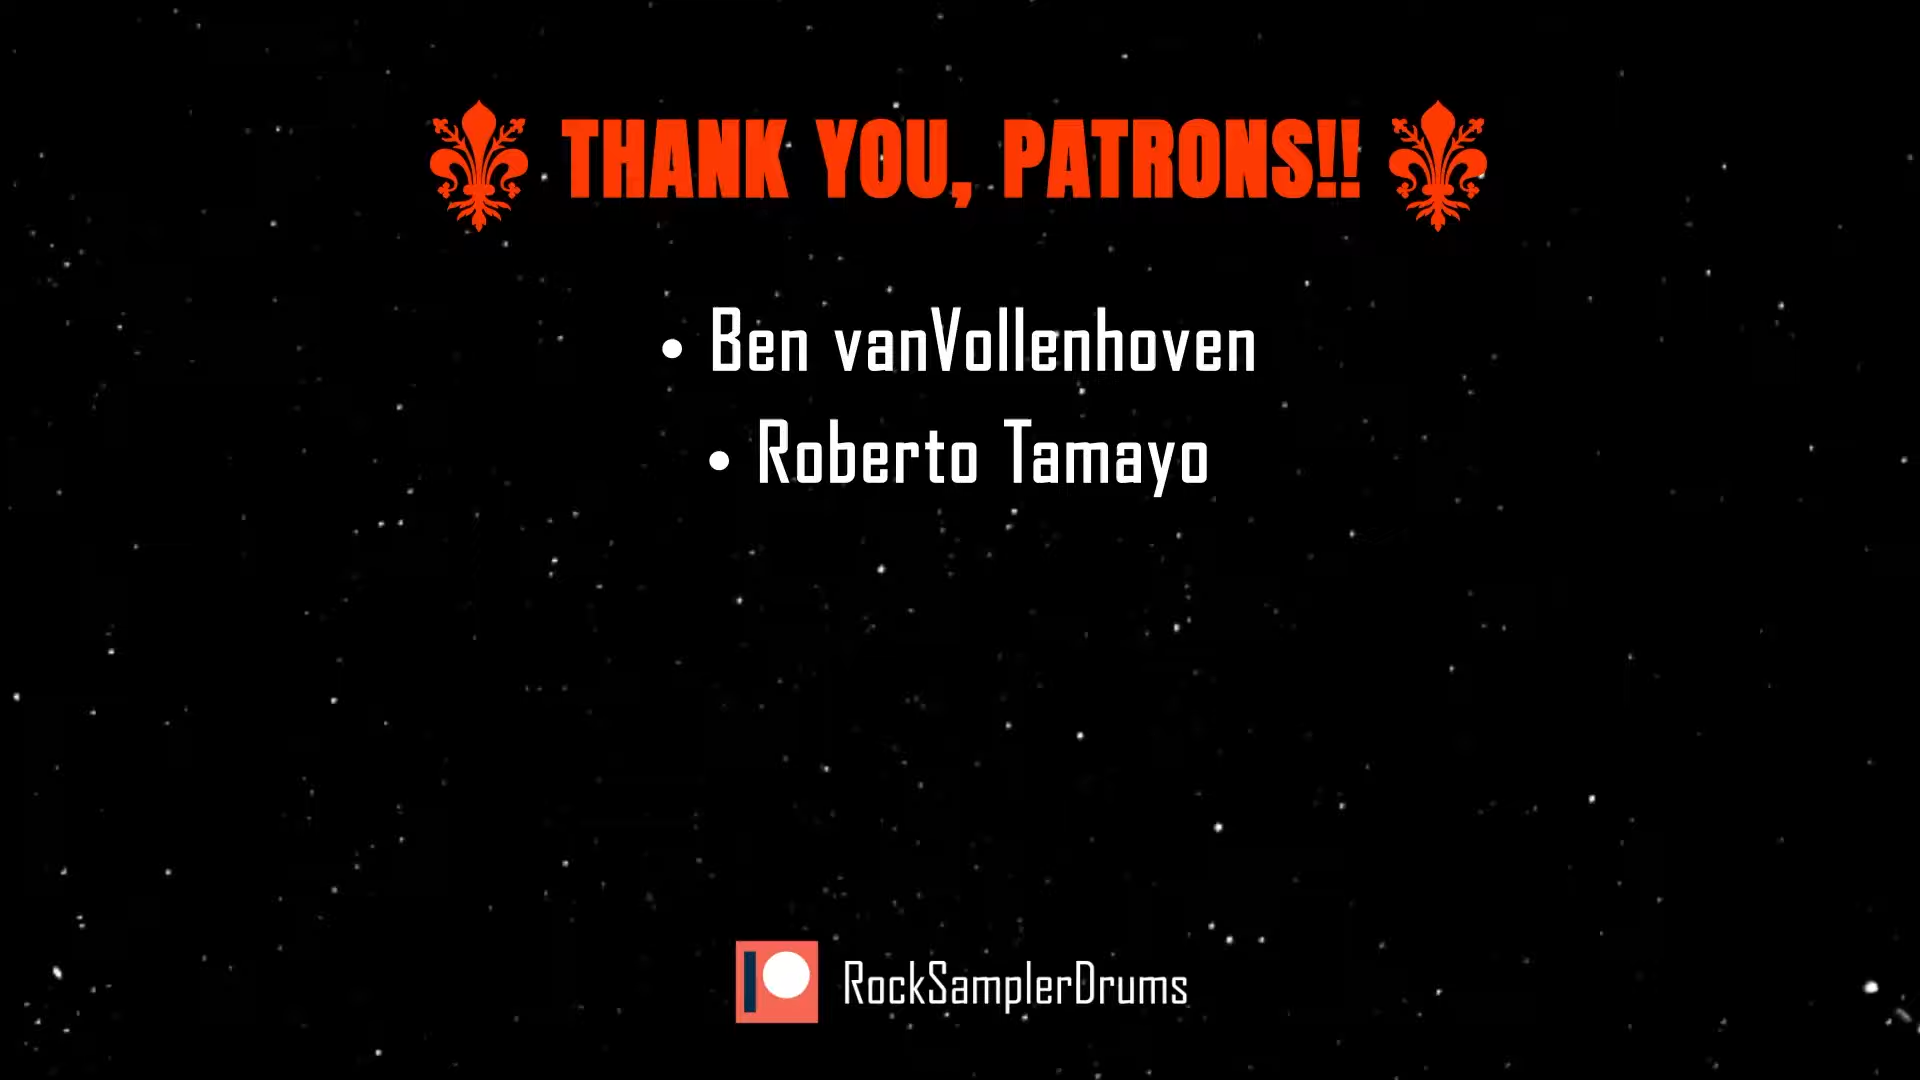 THANK YOU, PATRONS!!
• Ben vanVollenhoven
• Roberto Tamayo
RockSamplerDrums